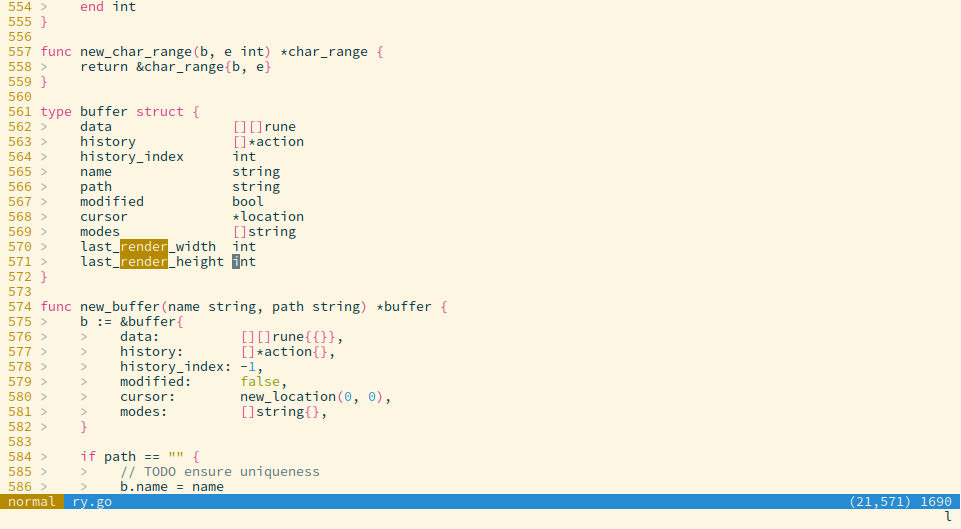 554 >    end int
555 }
556
557 func new_char_range(b, e int) *char_range {
558 >    return &char_range{b, e}
559 }
560
561 type buffer struct {
562 >    data               [][]rune
563 >    history            []*action
564 >    history_index      int
565 >    name               string
566 >    path               string
567 >    modified           bool
568 >    cursor             *location
569 >    modes              []string
570 >    last_render_width  int
571 >    last_render_height int
572 }
573
574 func new_buffer(name string, path string) *buffer {
575 >    b := &buffer{
576 >    >    data:          [][]rune{{}},
577 >    >    history:       []*action{},
578 >    >    history_index: -1,
579 >    >    modified:      false,
580 >    >    cursor:        new_location(0, 0),
581 >    >    modes:         []string{},
582 >    }
583
584 >    if path == "" {
585 >    >    // TODO ensure uniqueness
586 >    >    b.name = name
normal  ry.go  (21,571) 1690
l